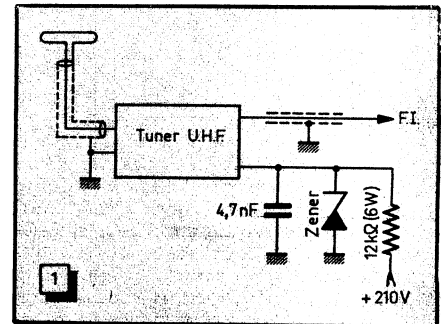 Tuner U.H.F.
F.I.
4,7nF
Zener
12kΩ(6W)
+210V
1